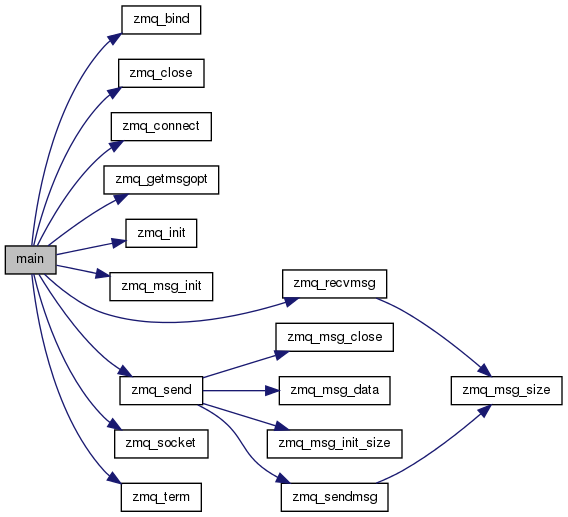 zmq_bind
zmq_close
zmq_connect
zmq_getmsgopt
zmq_init
main
zmq_msg_init
zmq_recvmsg
zmq_msg_close
zmq_send
zmq_msg_data
zmq_msg_size
zmq_socket
zmq_msg_init_size
zmq_term
zmq_sendmsg